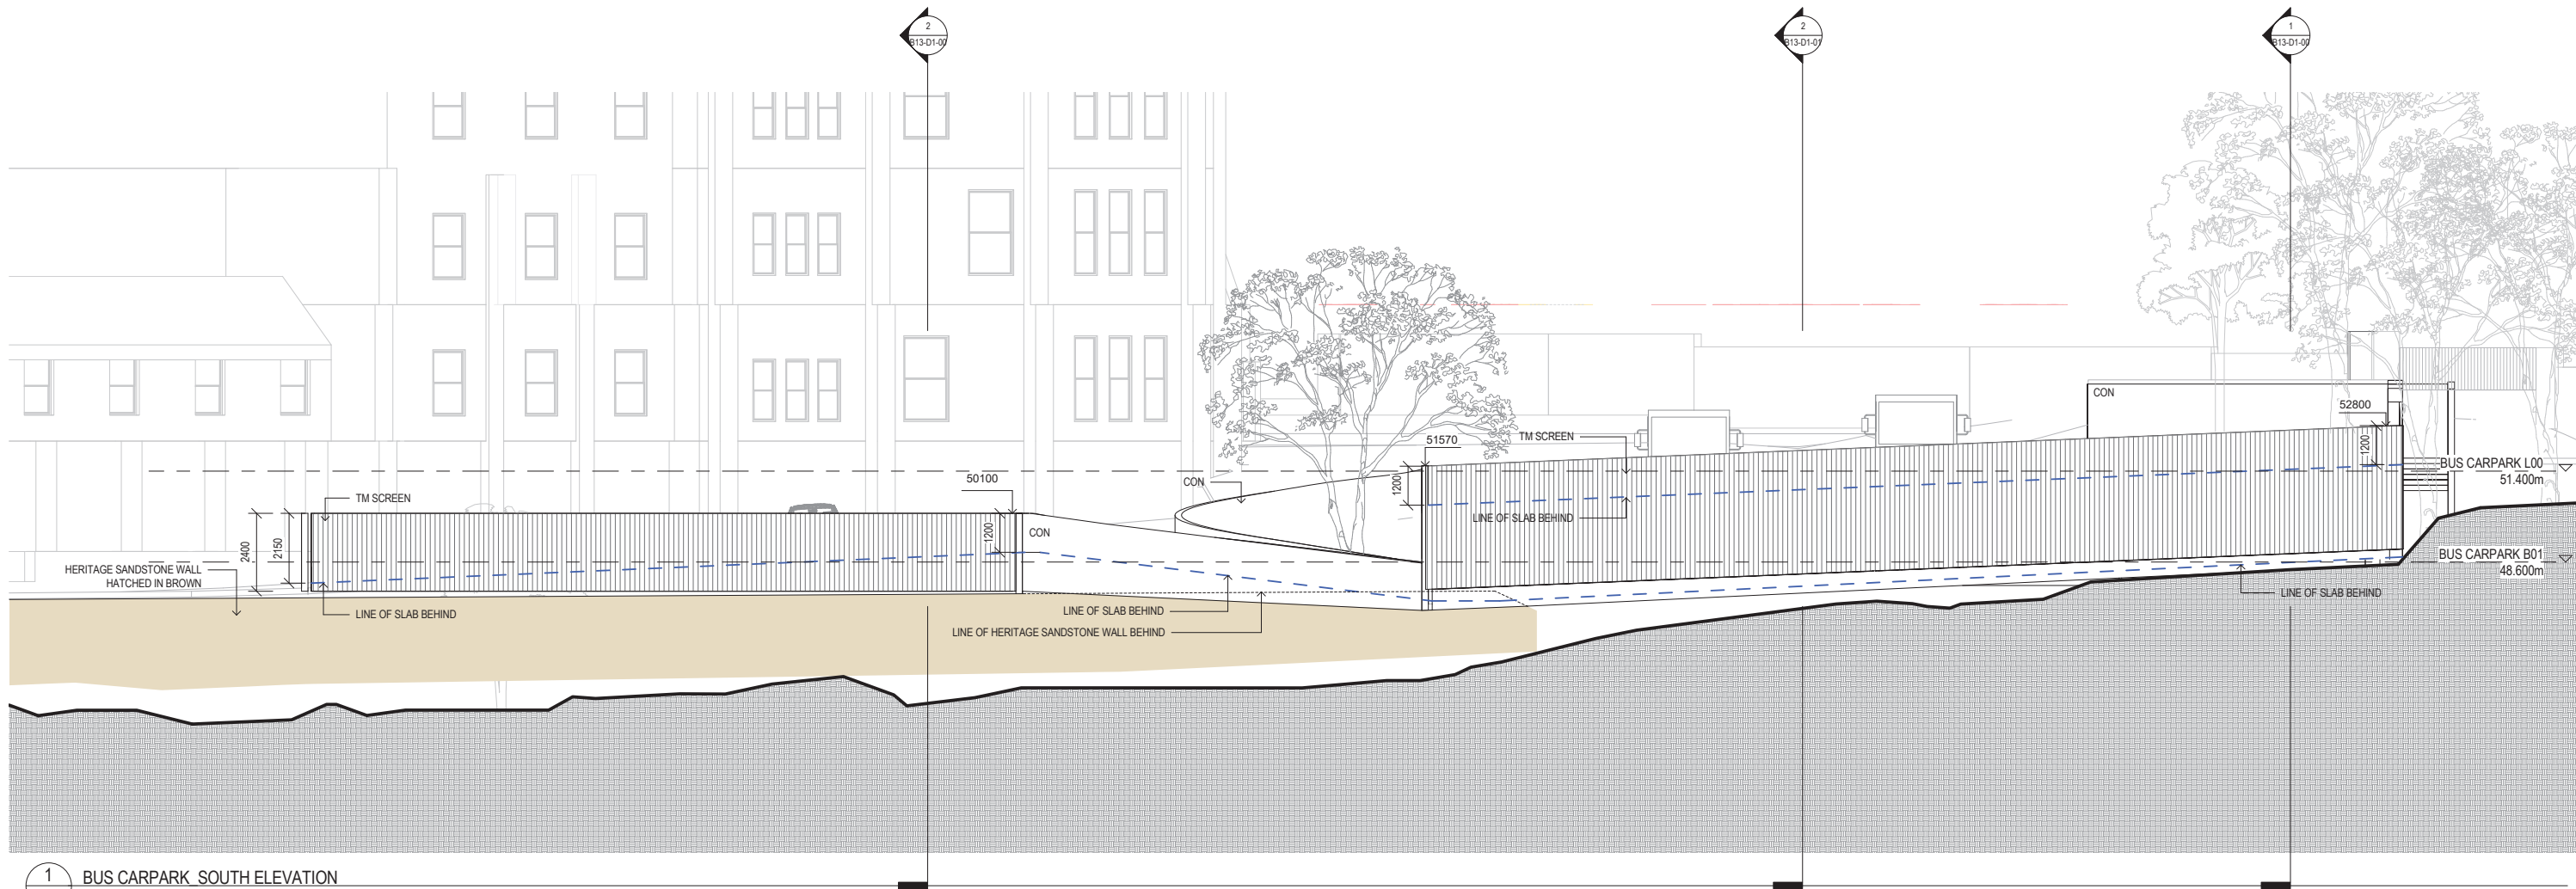 2
B13-D1-00
2
B13-D1-01
1
B13-D1-00
CON
52800
1200
51570
TM SCREEN
BUS CARPARK L00
51.400m
1200
CON
50100
TM SCREEN
LINE OF SLAB BEHIND
2400
2150
1200
CON
BUS CARPARK B01
48.600m
HERITAGE SANDSTONE WALL
HATCHED IN BROWN
LINE OF SLAB BEHIND
LINE OF SLAB BEHIND
LINE OF SLAB BEHIND
LINE OF HERITAGE SANDSTONE WALL BEHIND
1
BUS CARPARK_SOUTH ELEVATION